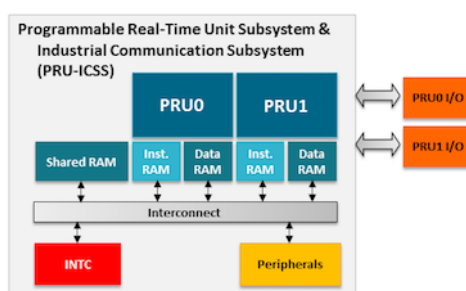 Programmable Real-Time Unit Subsystem &
Industrial Communication Subsystem
(PRU-ICSS)
PRU0
PRU1
PRU0 I/O
PRU1 I/O
Shared RAM
Inst.
RAM
Data
RAM
Inst.
RAM
Data
RAM
Interconnect
INTC
Peripherals